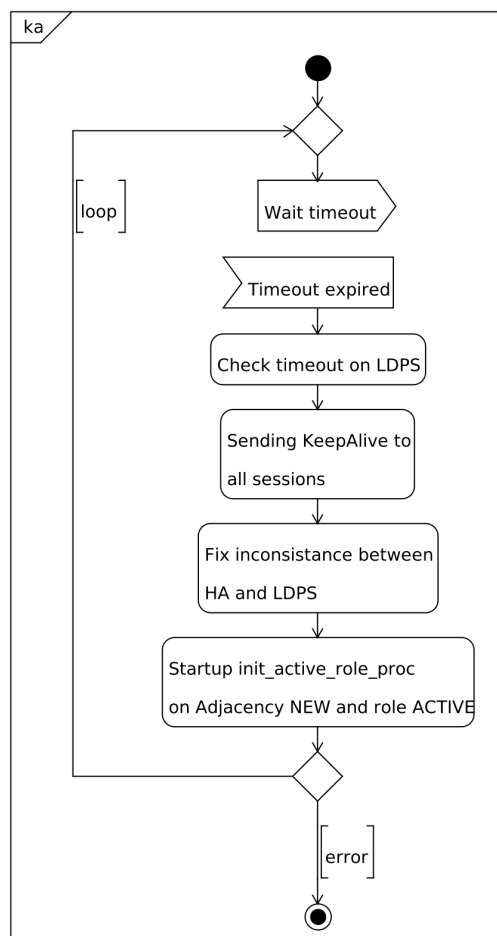 ka
[loop]
Wait timeout
Timeout expired
Check timeout on LDPS
Sending KeepAlive to
all sessions
Fix inconsistance between
HA and LDPS
Startup init_active_role_proc
on Adjacency NEW and role ACTIVE
[error]